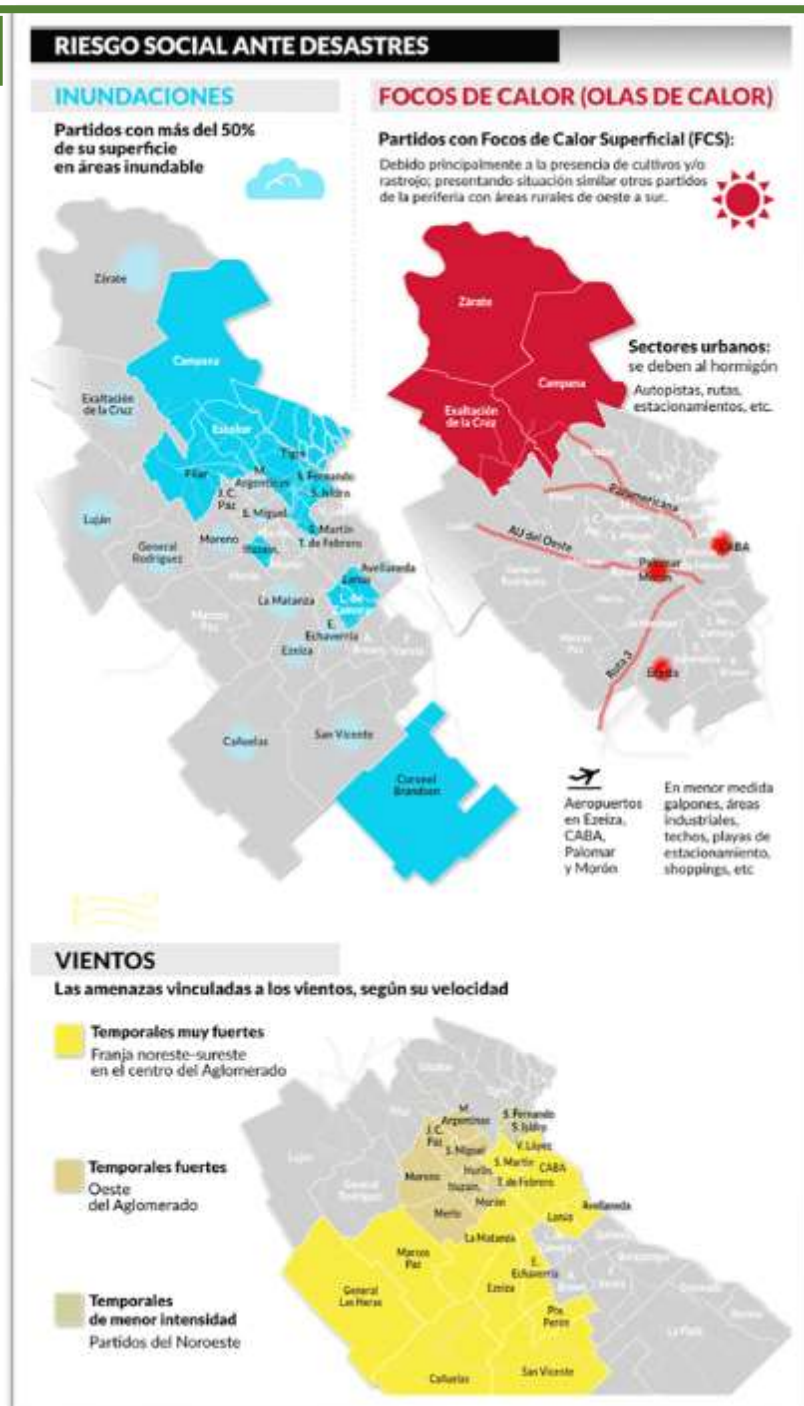 RIESGO SOCIAL ANTE DESASTRES
INUNDACIONES
Partidos con más del 50%
de su superficie
en áreas inundable
Zárate
Campana
Exaltación
de la Cruz
Escobar
Tigre
Pilar
M.
Argentinas
S. Fernando
J. C.
Paz
S. Isidro
S. Miguel
Luján
General
Rodríguez
Moreno
Ituzain.
S. Martín
T. de Febrero
Avellaneda
Lanús
La Matanza
Marcos
Paz
E.
Echaverría
Ezeiza
Cañuelas
San Vicente
Coronel
Brandsen
FOCOS DE CALOR (OLAS DE CALOR)
Partidos con Focos de Calor Superficial (FCS):
Debido principalmente a la presencia de cultivos y/o
rastrojo; presentando situación similar otros partidos
de la periferia con áreas rurales de oeste a sur.
Zárate
Campana
Exaltación
de la Cruz
Sectores urbanos:
se deben al hormigón
Autopistas, rutas,
estacionamientos, etc.
Panamericana
AU del Oeste
CABA
Palomar
Morón
Ruta 3
Ezeiza
Aeropuertos
en Ezeiza,
CABA,
Palomar
y Morón
En menor medida
galpones, áreas
industriales,
techos, playas de
estacionamiento,
shoppings, etc
VIENTOS
Las amenazas vinculadas a los vientos, según su velocidad
Temporales muy fuertes
Franja noreste-sureste
en el centro del Aglomerado
Temporales fuertes
Oeste
del Aglomerado
Temporales
de menor intensidad
Partidos del Noroeste
Luján
General
Rodríguez
M.
Argentinas
S. Fernando
S. Isidro
J. C.
Paz
S. Miguel
V. López
S. Martín
CABA
Moreno
Hurlin.
Ituzain.
T. de Febrero
Morón
Merlo
Avellaneda
Lanús
La Matanza
Marcos
Paz
E.
Echaverría
General
Las Heras
Ezeiza
Pte.
Perón
La Plata
Cañuelas
San Vicente